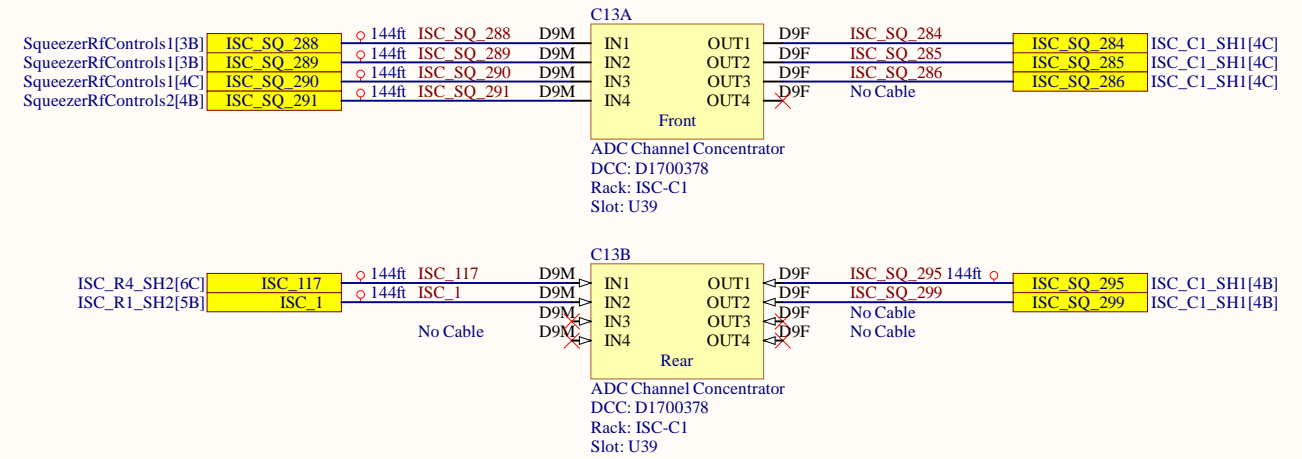 C13A
SqueezerRfControls1[3B] ISC_SQ_288 144ft ISC_SQ_288 D9M IN1 OUT1 D9F ISC_SQ_284 ISC_SQ_284 ISC_C1_SH1[4C]
SqueezerRfControls1[3B] ISC_SQ_289 144ft ISC_SQ_289 D9M IN2 OUT2 D9F ISC_SQ_285 ISC_SQ_285 ISC_C1_SH1[4C]
SqueezerRfControls1[4C] ISC_SQ_290 144ft ISC_SQ_290 D9M IN3 OUT3 D9F ISC_SQ_286 ISC_SQ_286 ISC_C1_SH1[4C]
SqueezerRfControls2[4B] ISC_SQ_291 144ft ISC_SQ_291 D9M IN4 OUT4 D9F No Cable
Front
ADC Channel Concentrator
DCC: D1700378
Rack: ISC-C1
Slot: U39
C13B
ISC_R4_SH2[6C] ISC_117 144ft ISC_117 D9M IN1 OUT1 D9F ISC_SQ_295 144ft ISC_SQ_295 ISC_C1_SH1[4B]
ISC_R1_SH2[5B] ISC_1 144ft ISC_1 D9M IN2 OUT2 D9F ISC_SQ_299 ISC_SQ_299 ISC_C1_SH1[4B]
D9M IN3 OUT3 D9F No Cable
No Cable D9M IN4 OUT4 D9F No Cable
Rear
ADC Channel Concentrator
DCC: D1700378
Rack: ISC-C1
Slot: U39